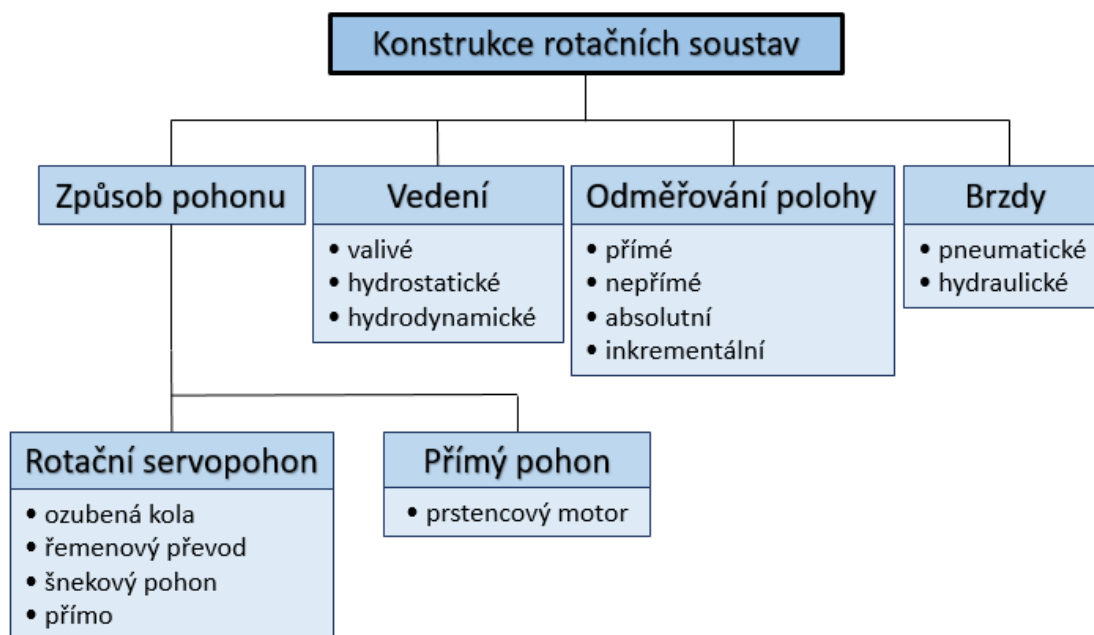 Konstrukce rotačních soustav
Způsob pohonu
Vedení
• valivé
• hydrostatické
• hydrodynamické
Odměřování polohy
• přímé
• nepřímé
• absolutní
• inkrementální
Brzdy
• pneumatické
• hydraulické
Rotační servopohon
• ozubená kola
• řemenový převod
• šnekový pohon
• přímo
Přímý pohon
• prstencový motor